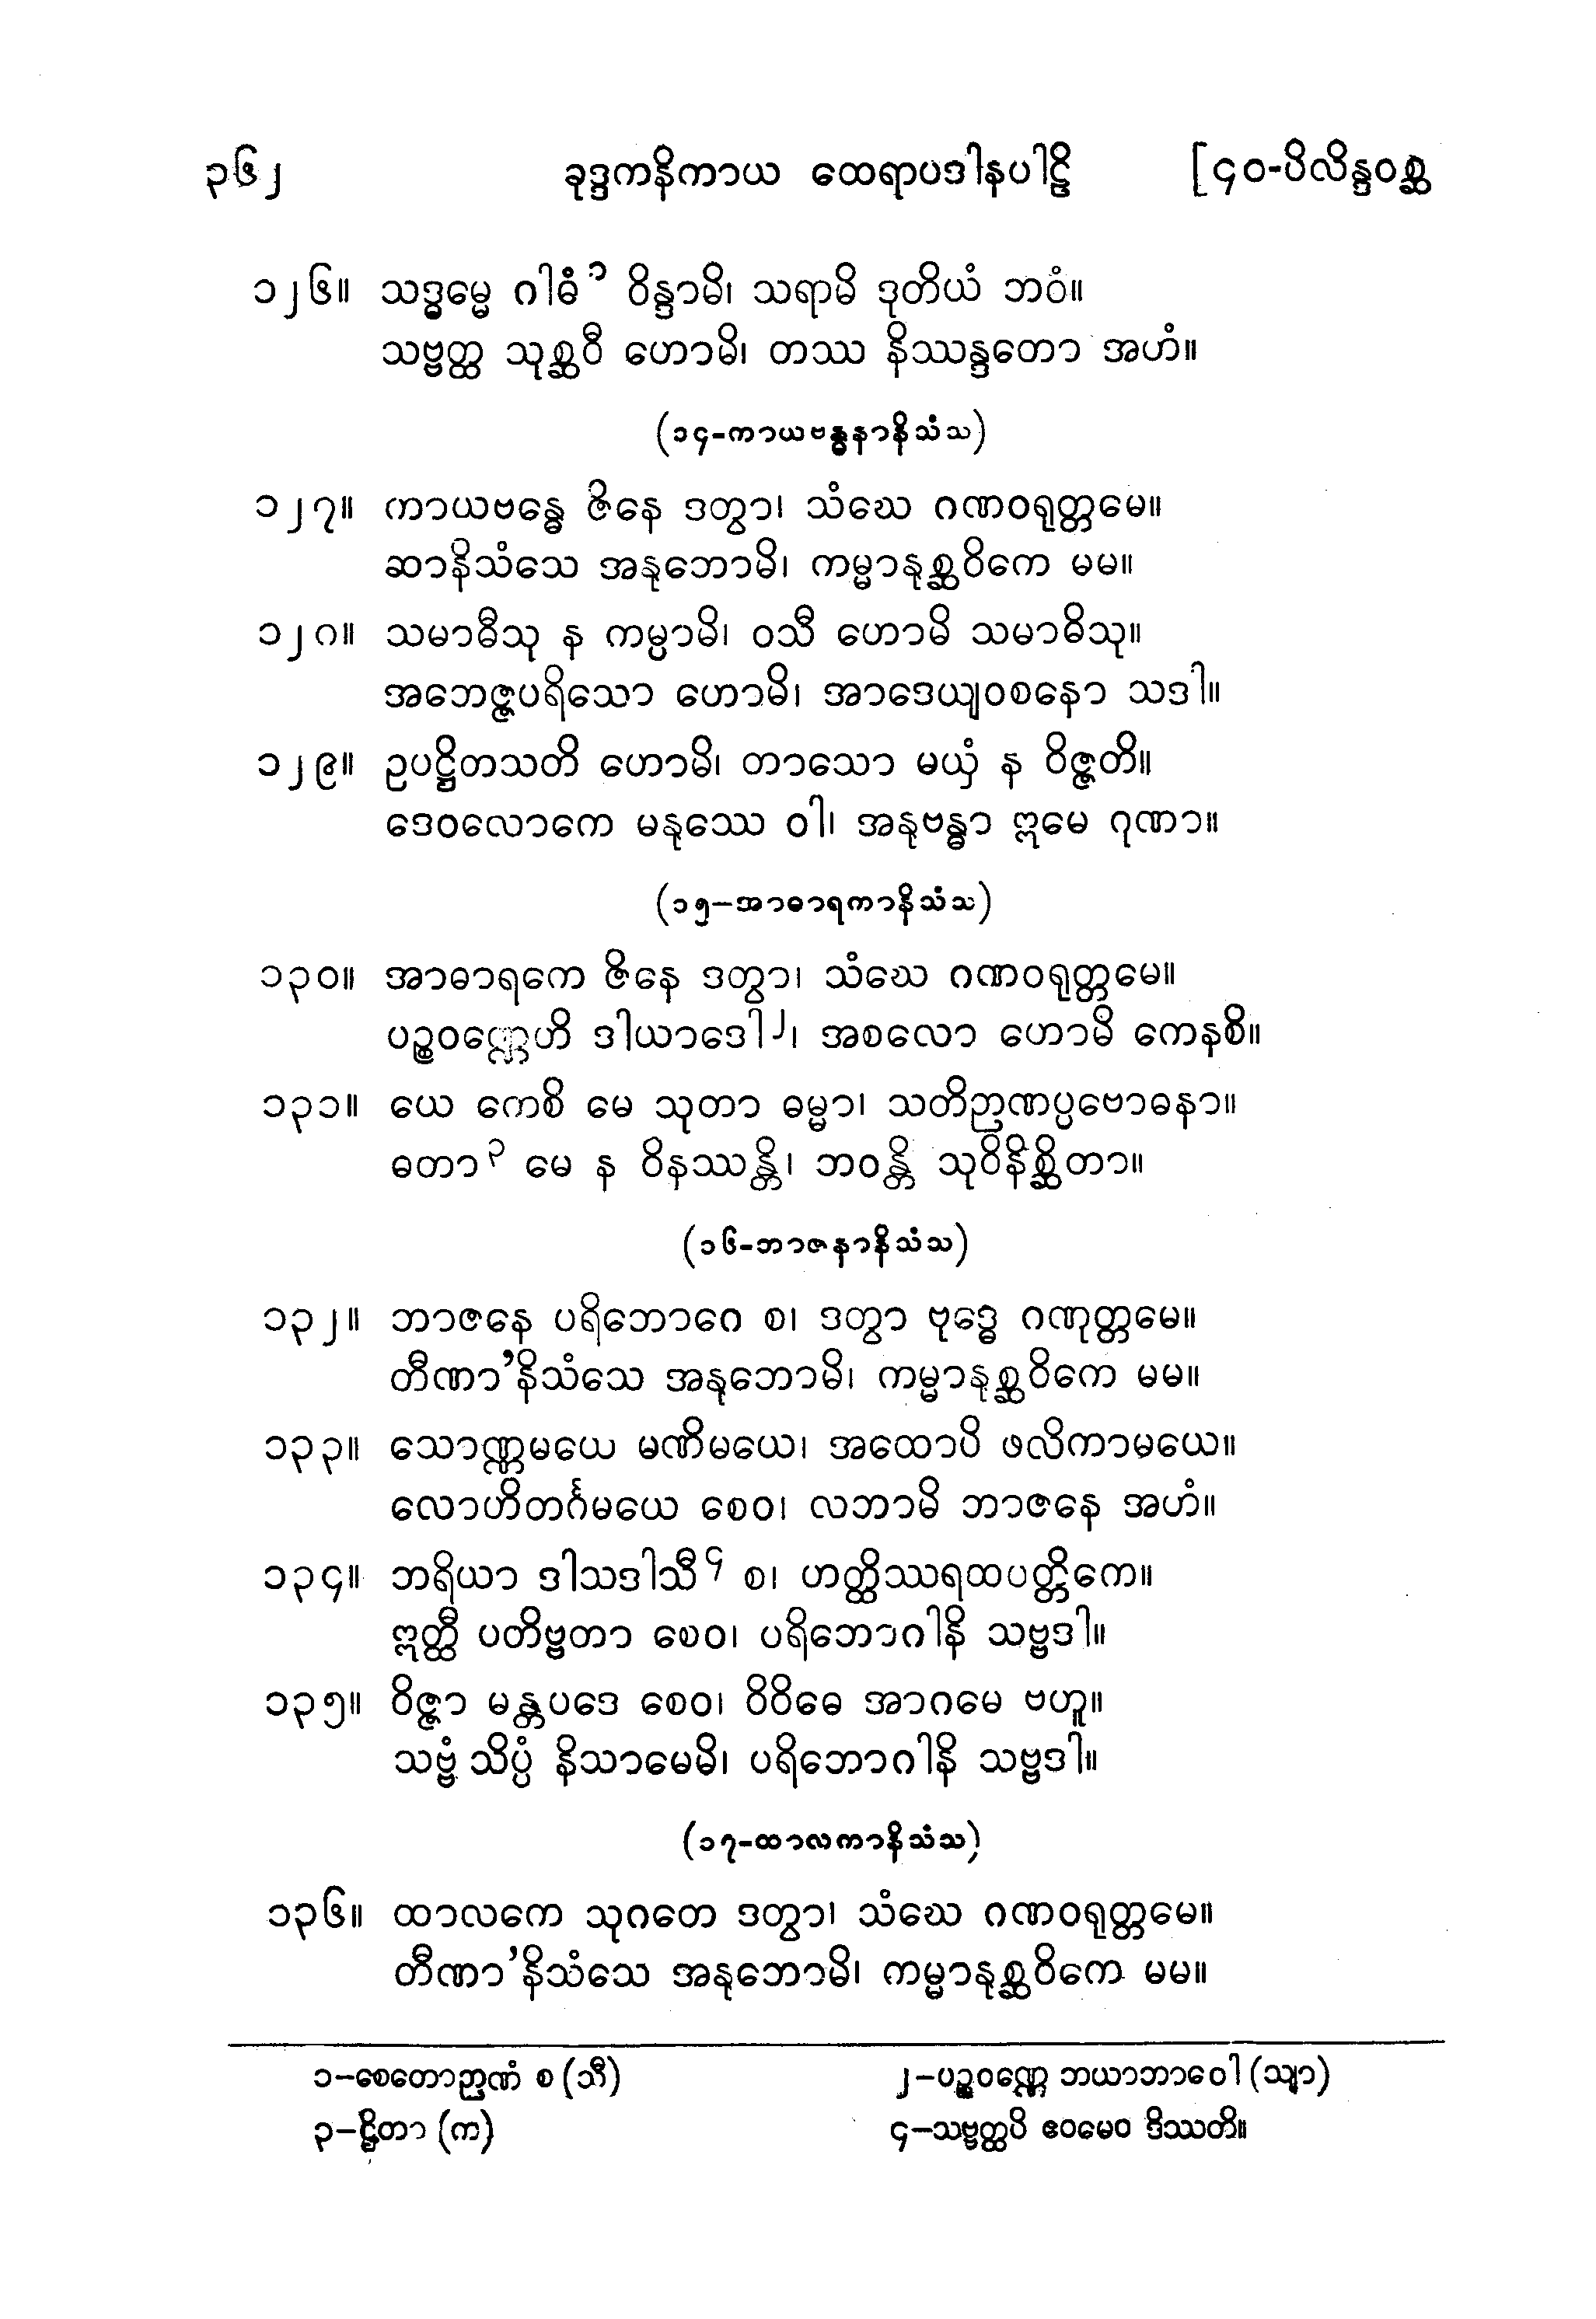 ၃၆၂ ခုဒ္ဒကနိကာယ ထေရာပဒါနပါဠိ [၄၀-ပိလိန္ဒဝစ္ဆ
၁၂၆။ သဒ္ဓမ္မေ ဂါဓံ ၁ ဝိန္ဒာမိ၊ သရာမိ ဒုတိယံ ဘဝံ။
သဗ္ဗတ္ထ သုစ္ဆဝီ ဟောမိ၊ တဿ နိဿန္ဒတော အဟံ။
(၁၄-ကာယဗန္ဓနာနိသံသ)
၁၂၇။ ကာယဗန္ဓေ ဇိနေ ဒတွာ၊ သံဃေ ဂဏဝရုတ္တမေ။
ဆာနိသံသေ အနုဘောမိ၊ ကမ္မာနုစ္ဆဝိကေ မမ။
၁၂၈။ သမာဓီသု န ကမ္ပာမိ၊ ဝသီ ဟောမိ သမာဓိသု။
အဘေဇ္ဇပရိသော ဟောမိ၊ အာဒေယျဝစနော သဒါ။
၁၂၉။ ဥပဋ္ဌိတသတိ ဟောမိ၊ တာသော မယှံ န ဝိဇ္ဇတိ။
ဒေဝလောကေ မနုဿေ ဝါ၊ အနုဗန္ဓာ ဣမေ ဂုဏာ။
(၁၅–အာဓာရကာနိသံသ)
၁၃၀။ အာဓာရကေ ဇိနေ ဒတွာ၊ သံဃေ ဂဏဝရုတ္တမေ။
ပဉ္စဝဏ္ဏေဟိ ဒါယာဒေါ ၂၊ အစလော ဟောမိ ကေနစိ။
၁၃၁။ ယေ ကေစိ မေ သုတာ ဓမ္မာ၊ သတိဉာဏပ္ပဗောဓနာ။
ဓတာ ၃ မေ န ဝိနဿန္တိ၊ ဘဝန္တိ သုဝိနိစ္ဆိတာ။
(၁၆-ဘာဇနာနိသံသ)
၁၃၂။ ဘာဇနေ ပရိဘောဂေ စ၊ ဒတွာ ဗုဒ္ဓေ ဂဏုတ္တမေ။
တီဏာ’နိသံသေ အနုဘောမိ၊ ကမ္မာနုစ္ဆဝိကေ မမ။
၁၃၃။ သောဏ္ဏမယေ မဏိမယေ၊ အထောပိ ဖလိကာမယေ။
လောဟိတင်္ဂမယေ စေဝ၊ လဘာမိ ဘာဇနေ အဟံ။
၁၃၄။ ဘရိယာ ဒါသဒါသီ ၄ စ၊ ဟတ္ထိဿရထပတ္တိကေ။
ဣတ္ထီ ပတိဗ္ဗတာ စေဝ၊ ပရိဘောဂါနိ သဗ္ဗဒါ။
၁၃၅။ ဝိဇ္ဇာ မန္တပဒေ စေဝ၊ ဝိဝိဓေ အာဂမေ ဗဟူ။
သဗ္ဗံ သိပ္ပံ နိသာမေမိ၊ ပရိဘောဂါနိ သဗ္ဗဒါ။
(၁၇-ထာလကာနိသံသ)
၁၃၆။ ထာလကေ သုဂတေ ဒတွာ၊ သံဃေ ဂဏဝရုတ္တမေ။
တီဏာ’နိသံသေ အနုဘောမိ၊ ကမ္မာနုစ္ဆဝိကေ မမ။
၁–စေတောဉာဏံ စ (သီ) ၂–ပဉ္စဝဏ္ဏေ ဘယာဘာဝေါ (သျာ)
၃–ဋ္ဌိတာ (က) ၄–သဗ္ဗတ္ထပိ ဧဝမေဝ ဒိဿတိ။